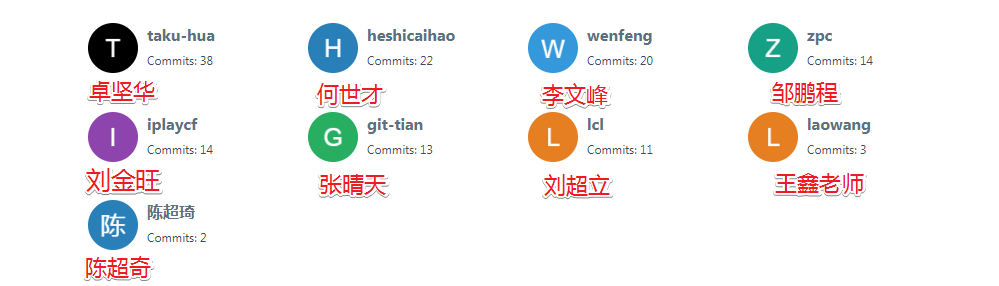 T taku-hua
Commits: 38
卓坚华
H heshicaihao
Commits: 22
何世才
W wenfeng
Commits: 20
李文峰
Z zpc
Commits: 14
邹鹏程
I iplaycf
Commits: 14
刘金旺
G git-tian
Commits: 13
张晴天
L lcl
Commits: 11
刘超立
L laowang
Commits: 3
王鑫老师
陈 陈超琦
Commits: 2
陈超奇